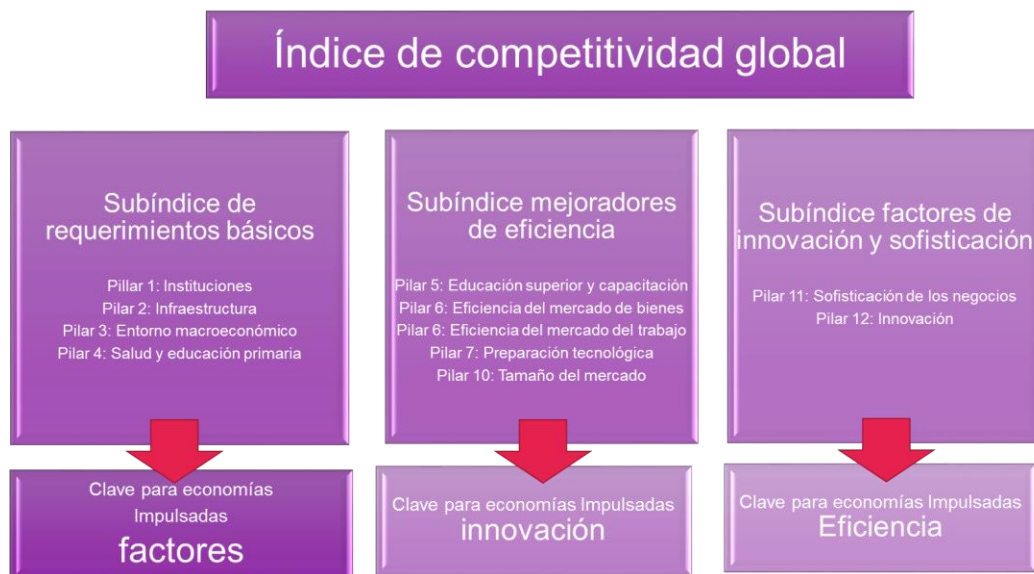 Índice de competitividad global
Subíndice de
requerimientos básicos
Pillar 1: Instituciones
Pilar 2: Infraestructura
Pilar 3: Entorno macroeconómico
Pilar 4: Salud y educación primaria
Clave para economías
Impulsadas
factores
Subíndice mejoradores
de eficiencia
Pilar 5: Educación superior y capacitación
Pilar 6: Eficiencia del mercado de bienes
Pilar 6: Eficiencia del mercado del trabajo
Pilar 7: Preparación tecnológica
Pilar 10: Tamaño del mercado
Clave para economías Impulsadas
innovación
Subíndice factores de
innovación y sofisticación
Pilar 11: Sofisticación de los negocios
Pilar 12: Innovación
Clave para economías Impulsadas
Eficiencia